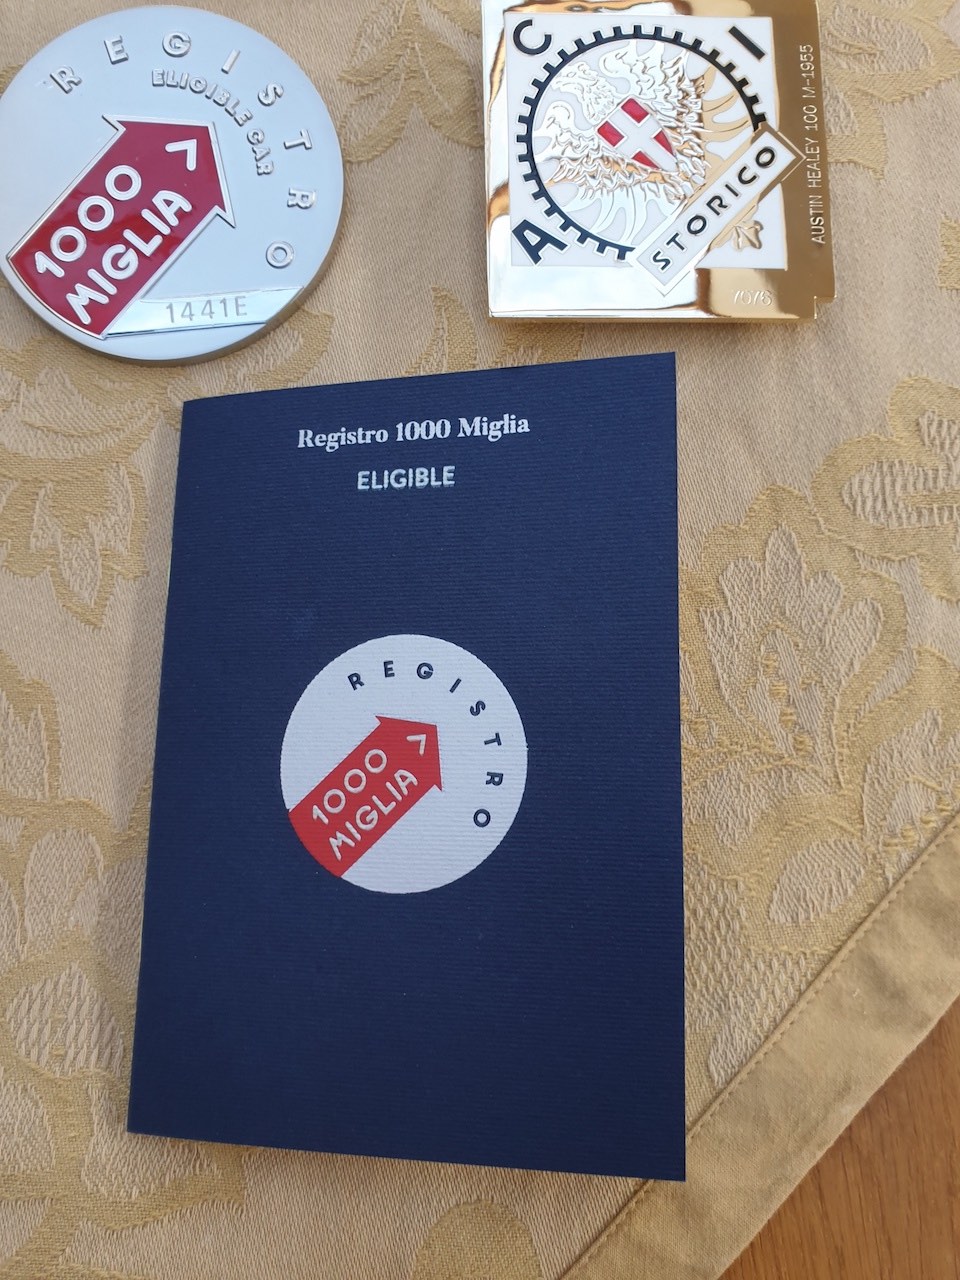 REGISTRO
ELIGIBLE CAR
1000
MIGLIA
1441E
ACI
STORICO
AUSTIN HEALEY 100 M-1955
7076
Registro 1000 Miglia
ELIGIBLE
REGISTRO
1000
MIGLIA